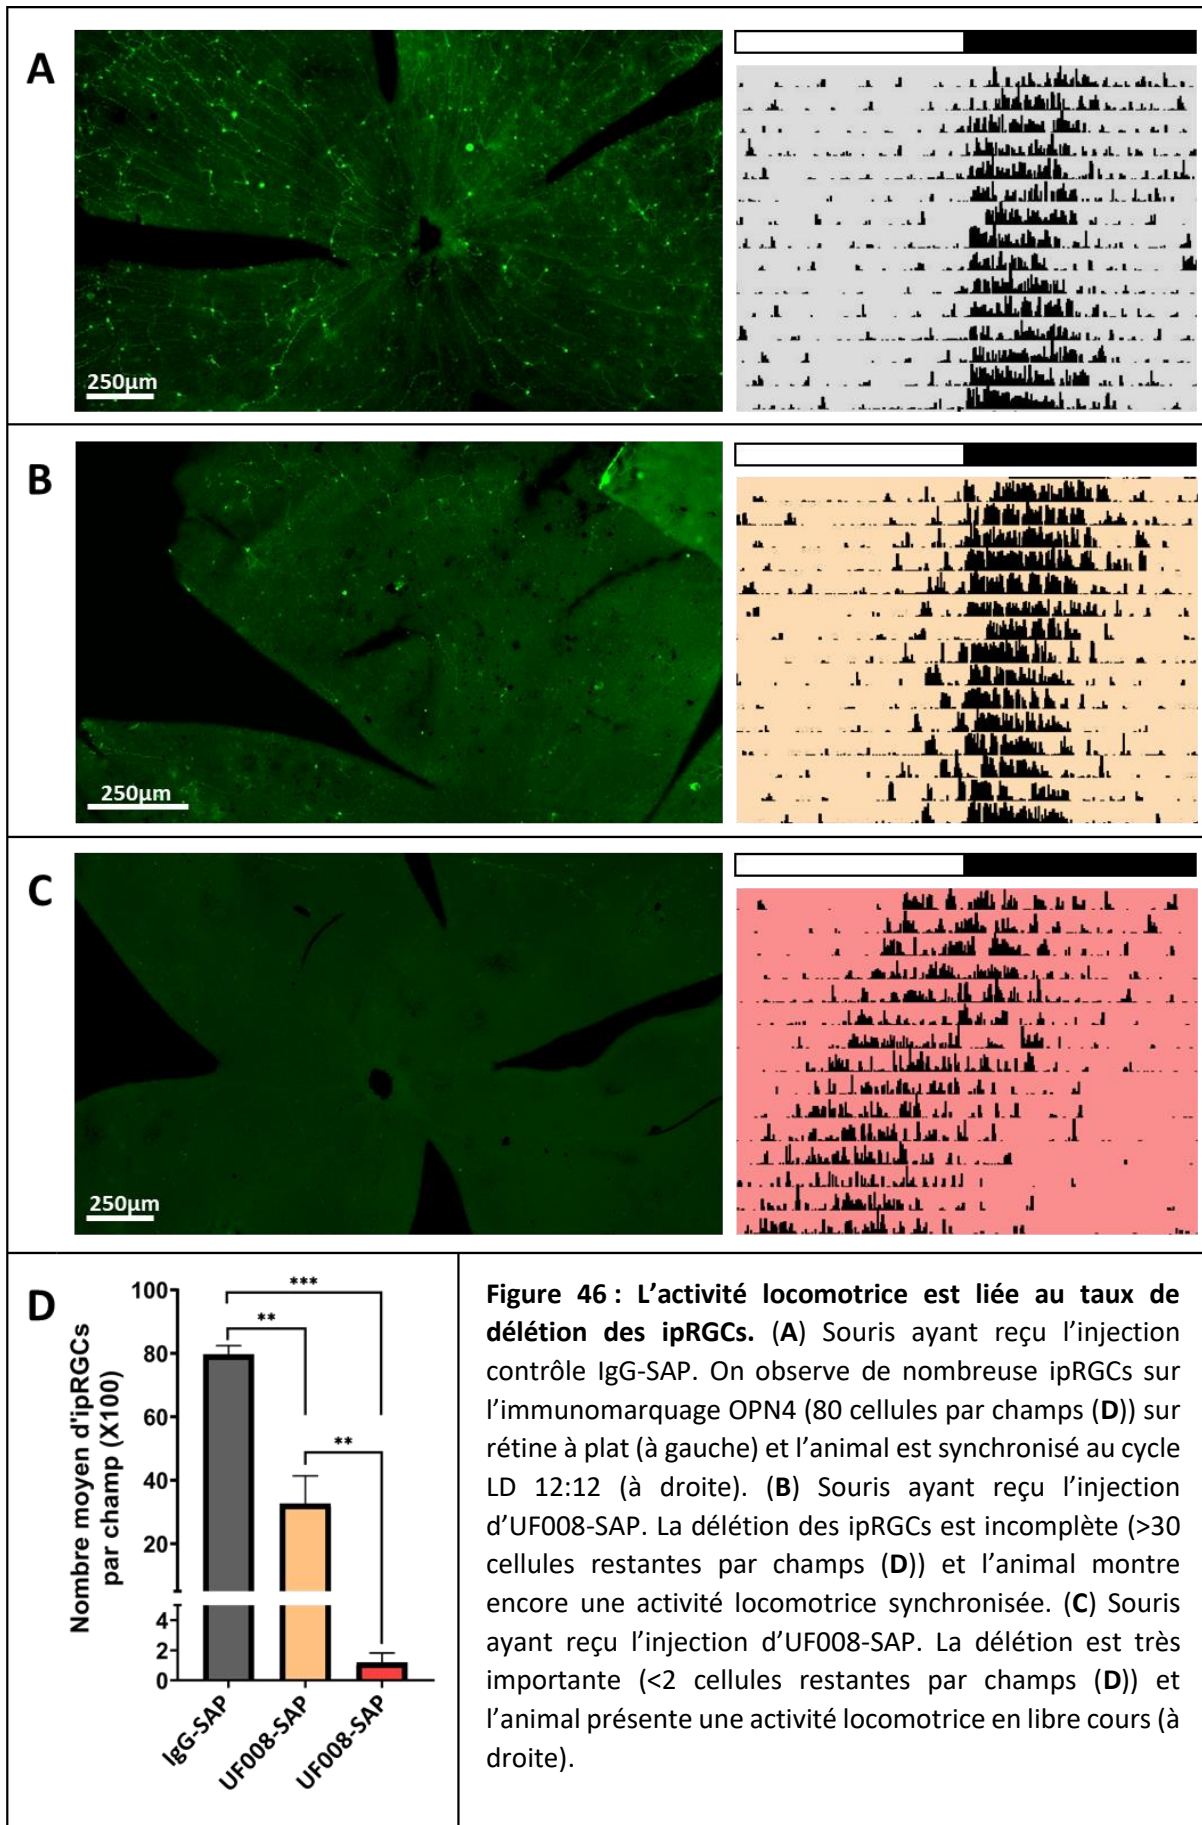 A
250µm
B
250µm
C
250µm
D
Nombre moyen d'ipRGCs
par champ (X100)
100
80
60
40
20
4
2
0
***
**
**
IgG-SAP
UF008-SAP
UF008-SAP
Figure 46 : L'activité locomotrice est liée au taux de
délétion des ipRGCs. (A) Souris ayant reçu l'injection
contrôle IgG-SAP. On observe de nombreuse ipRGCs sur
l'immunomarquage OPN4 (80 cellules par champs (D)) sur
rétine à plat (à gauche) et l'animal est synchronisé au cycle
LD 12:12 (à droite). (B) Souris ayant reçu l'injection
d'UF008-SAP. La délétion des ipRGCs est incomplète (>30
cellules restantes par champs (D)) et l'animal montre
encore une activité locomotrice synchronisée. (C) Souris
ayant reçu l'injection d'UF008-SAP. La délétion est très
importante (<2 cellules restantes par champs (D)) et
l'animal présente une activité locomotrice en libre cours (à
droite).